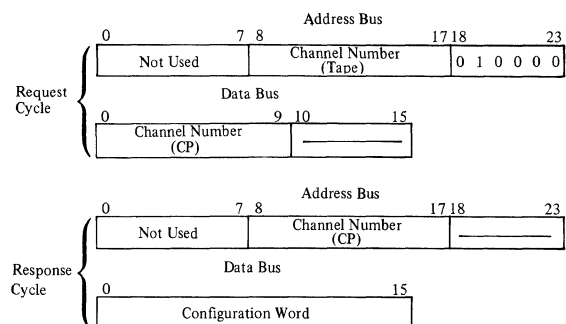 Address Bus
0 7 8 17 18 23
Not Used Channel Number (Tape) 0 1 0 0 0 0
Request Cycle
Data Bus
0 9 10 15
Channel Number (CP)
Address Bus
0 7 8 17 18 23
Not Used Channel Number (CP)
Response Cycle
Data Bus
0 15
Configuration Word